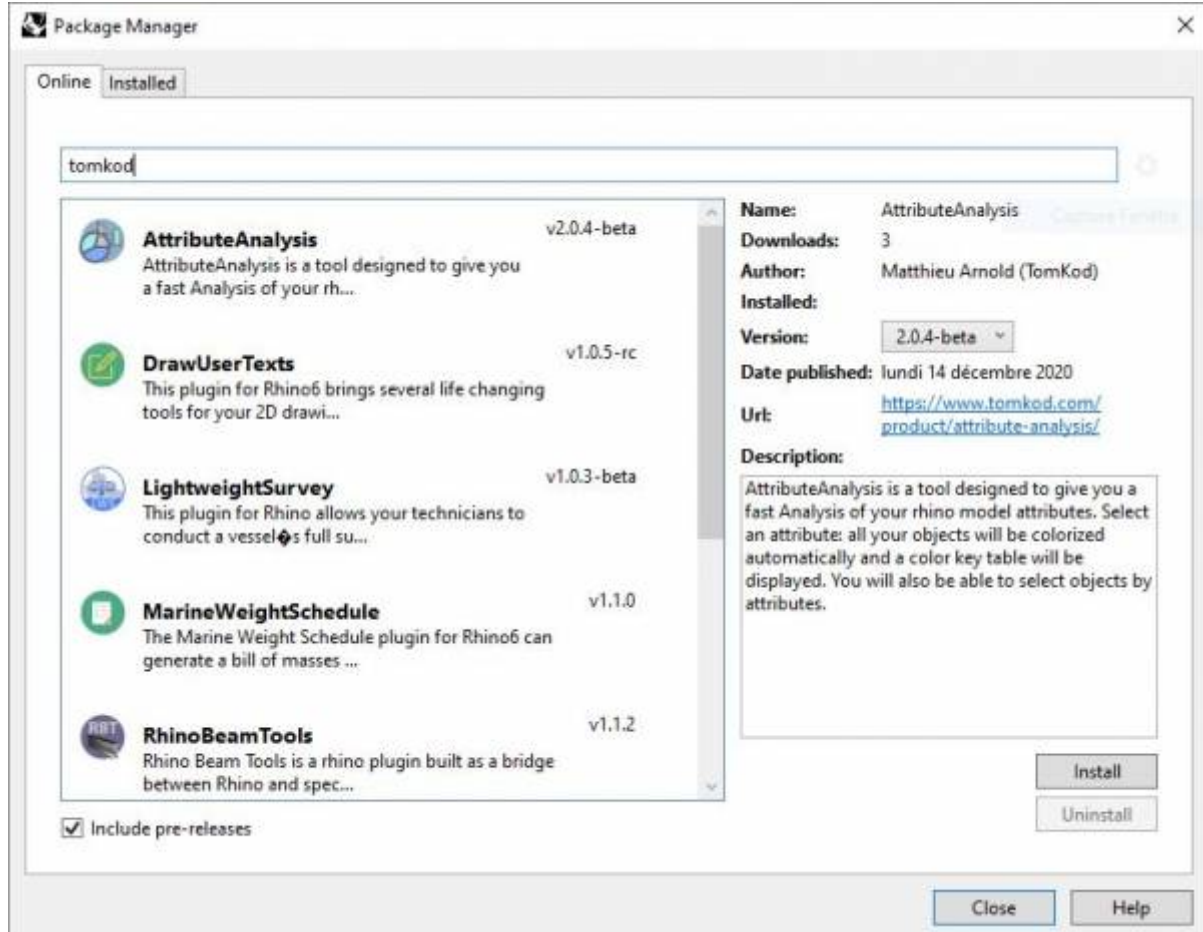 Package Manager
Online Installed
tomkod
AttributeAnalysis v2.0.4-beta
AttributeAnalysis is a tool designed to give you
a fast Analysis of your rh...
DrawUserTexts v1.0.5-rc
This plugin for Rhino6 brings several life changing
tools for your 2D drawi...
LightweightSurvey v1.0.3-beta
This plugin for Rhino allows your technicians to
conduct a vessel�s full su...
MarineWeightSchedule v1.1.0
The Marine Weight Schedule plugin for Rhino6 can
generate a bill of masses ...
RBT
RhinoBeamTools v1.1.2
Rhino Beam Tools is a rhino plugin built as a bridge
between Rhino and spec...
Include pre-releases
Name: AttributeAnalysis
Downloads: 3
Author: Matthieu Arnold (TomKod)
Installed:
Version: 2.0.4-beta
Date published: lundi 14 décembre 2020
Url: https://www.tomkod.com/
product/attribute-analysis/
Description:
AttributeAnalysis is a tool designed to give you a
fast Analysis of your rhino model attributes. Select
an attribute: all your objects will be colorized
automatically and a color key table will be
displayed. You will also be able to select objects by
attributes.
Install
Uninstall
Close Help